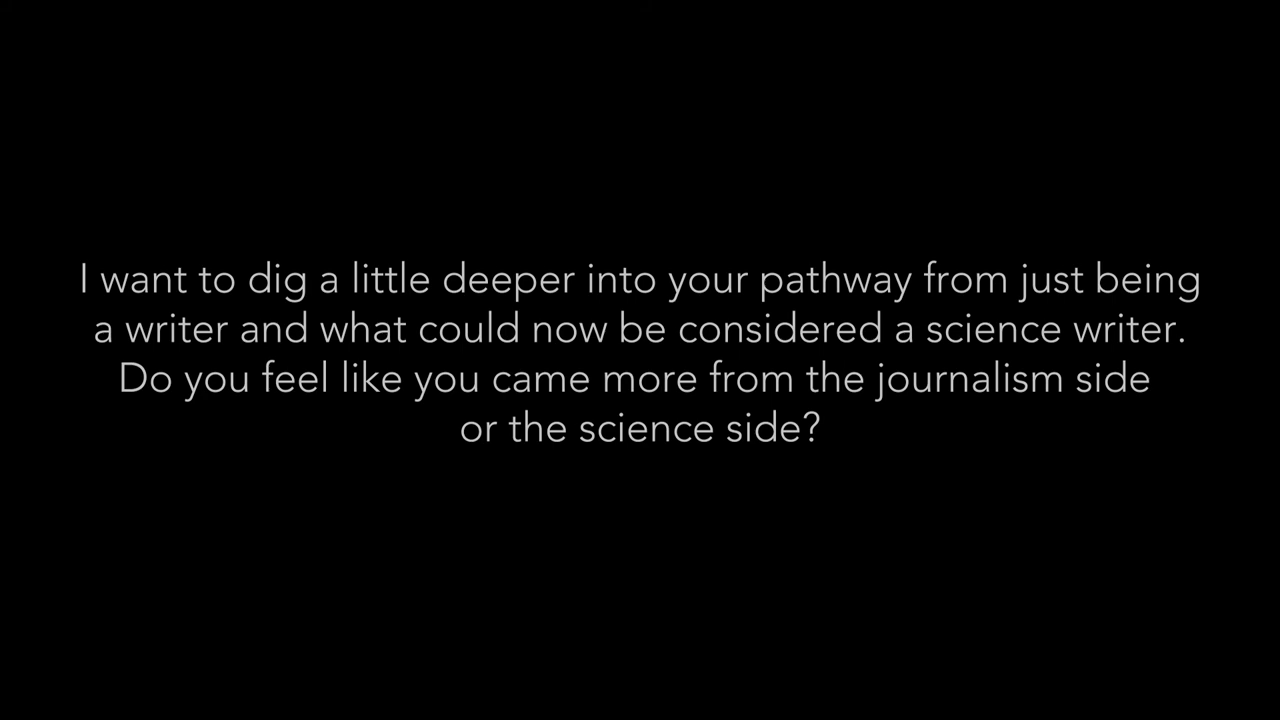 I want to dig a little deeper into your pathway from just being
a writer and what could now be considered a science writer.
Do you feel like you came more from the journalism side
or the science side?